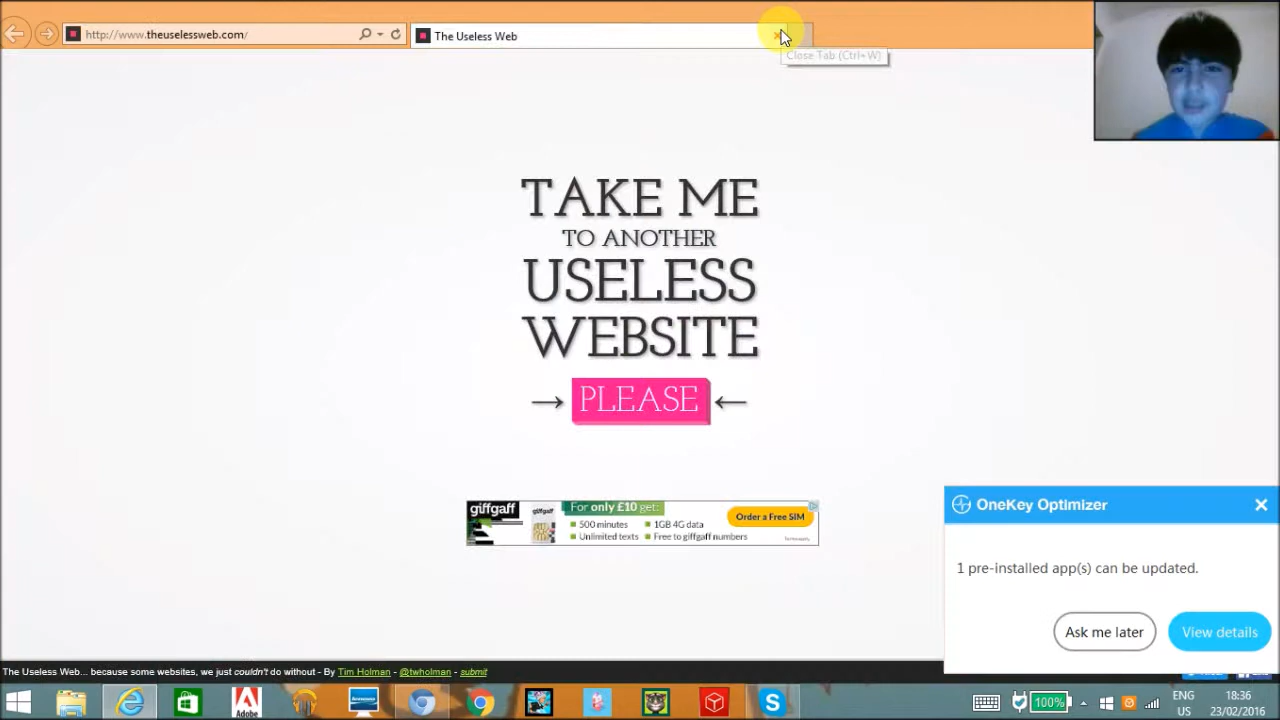 http://www.theuselessweb.com/
The Useless Web
Close Tab (Ctrl+W)
TAKE ME
TO ANOTHER
USELESS
WEBSITE
→ PLEASE ←
giffgaff
For only £10 get:
500 minutes
1GB 4G data
Unlimited texts
Free to giffgaff numbers
Order a Free SIM
OneKey Optimizer
1 pre-installed app(s) can be updated.
Ask me later
View details
The Useless Web... because some websites, we just couldn't do without - By Tim Holman - @twholman - submit
Adobe
100%
ENG
US
18:36
23/02/2016